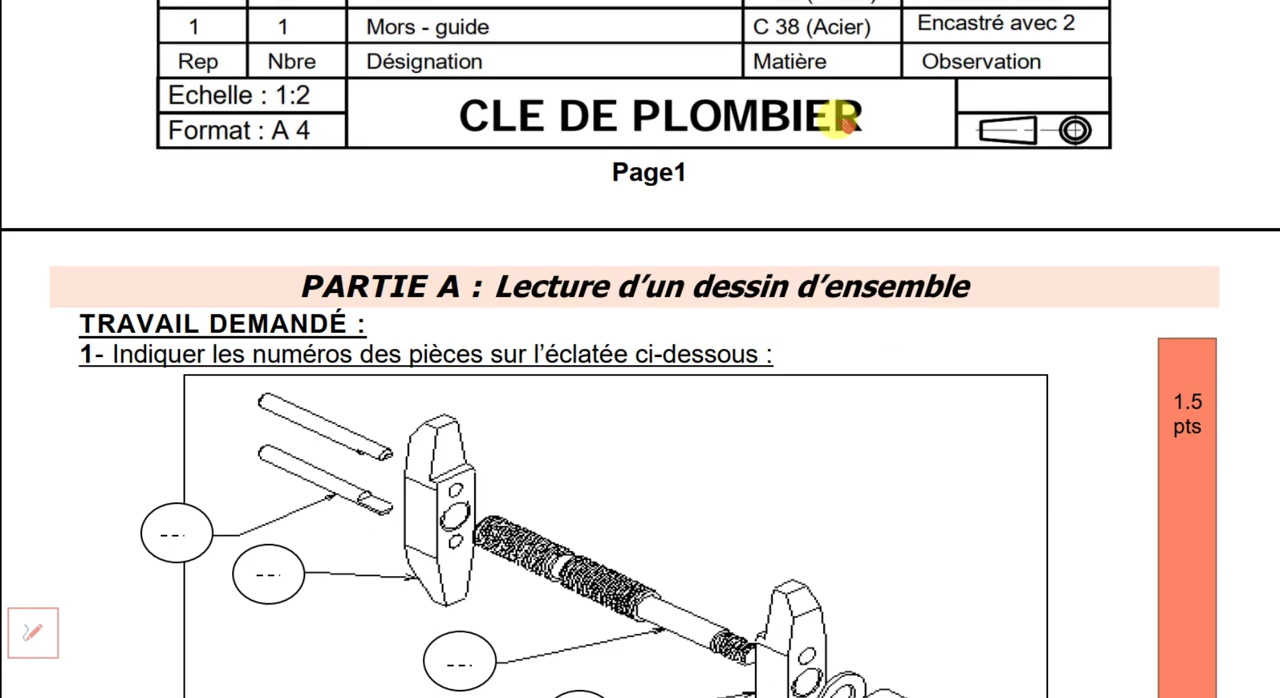 1 1 Mors - guide C 38 (Acier) Encastré avec 2
Rep Nbre Désignation Matière Observation
Echelle : 1:2
CLE DE PLOMBIER
Format : A 4
Page1
PARTIE A : Lecture d’un dessin d’ensemble
TRAVAIL DEMANDÉ :
1- Indiquer les numéros des pièces sur l’éclatée ci-dessous :
1.5
pts